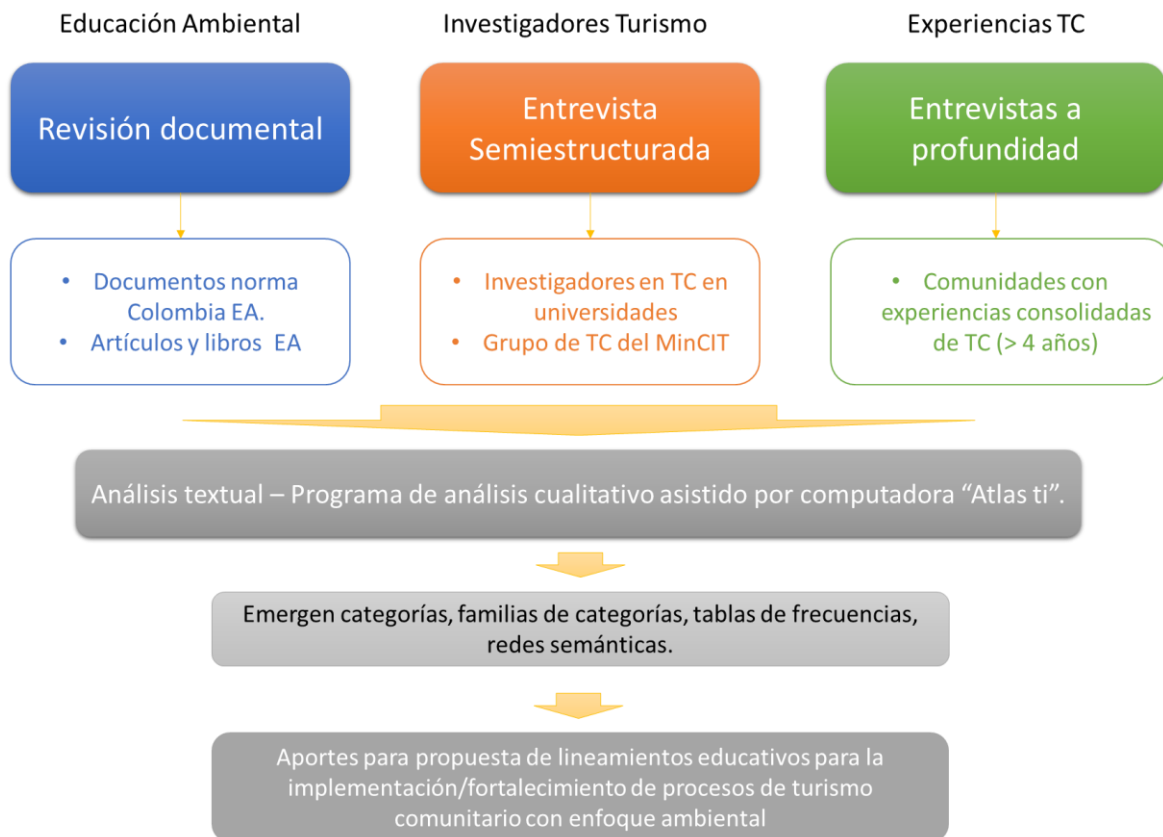 Educación Ambiental
Investigadores Turismo
Experiencias TC
Revisión documental
Entrevista
Semiestructurada
Entrevistas a
profundidad
• Documentos norma
Colombia EA.
• Artículos y libros EA
• Investigadores en TC en
universidades
• Grupo de TC del MinCIT
• Comunidades con
experiencias consolidadas
de TC (> 4 años)
Análisis textual – Programa de análisis cualitativo asistido por computadora “Atlas ti”.
Emergen categorías, familias de categorías, tablas de frecuencias,
redes semánticas.
Aportes para propuesta de lineamientos educativos para la
implementación/fortalecimiento de procesos de turismo
comunitario con enfoque ambiental